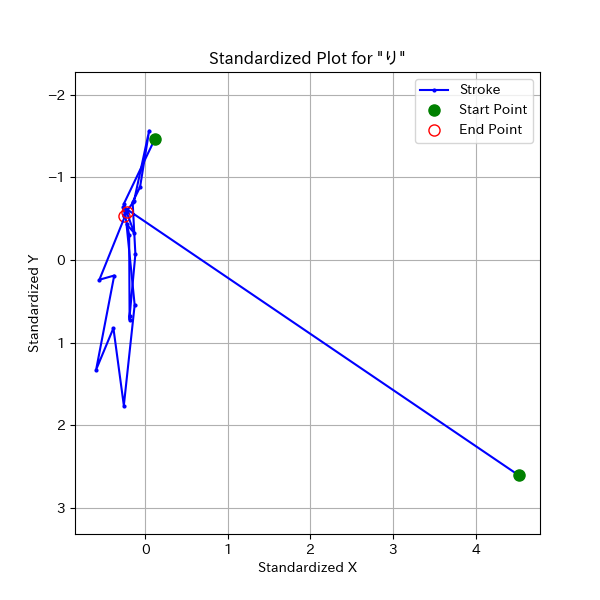 Standardized Plot for "り"
Stroke
Start Point
End Point
−2
−1
0
1
2
3
Standardized Y
0
1
2
3
4
Standardized X